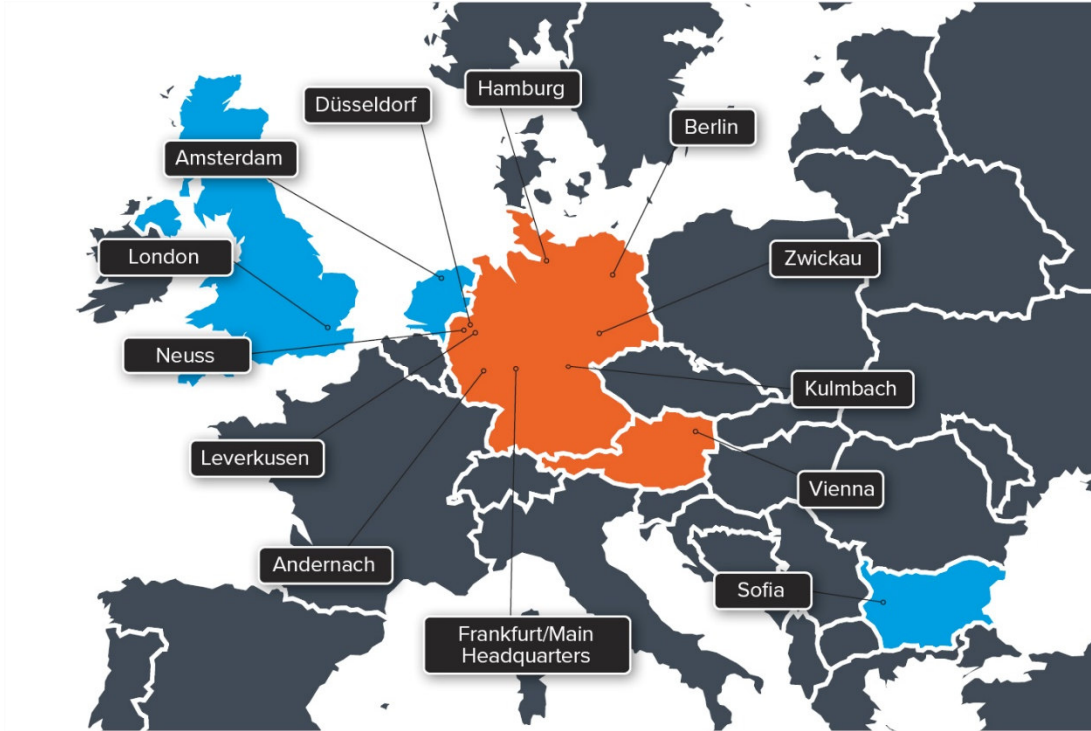 Hamburg
Düsseldorf
Berlin
Amsterdam
London
Zwickau
Neuss
Kulmbach
Leverkusen
Vienna
Andernach
Sofia
Frankfurt/Main
Headquarters